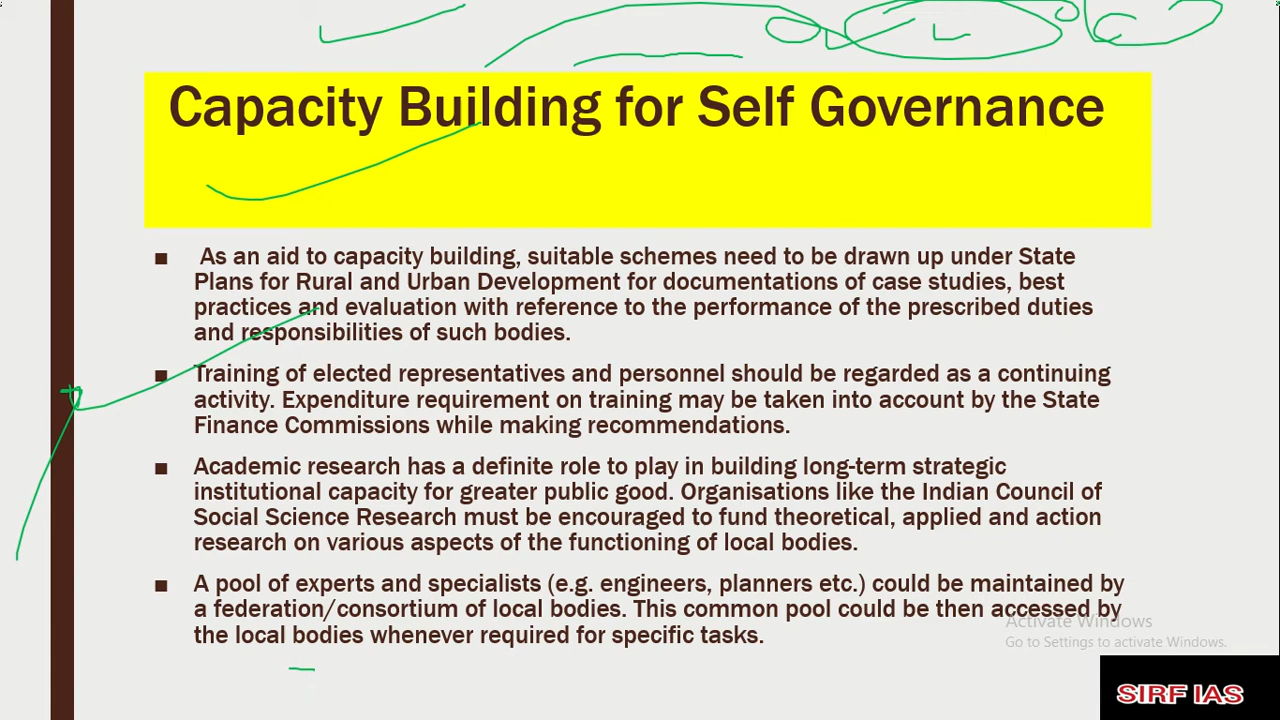 Capacity Building for Self Governance
■ As an aid to capacity building, suitable schemes need to be drawn up under State
Plans for Rural and Urban Development for documentations of case studies, best
practices and evaluation with reference to the performance of the prescribed duties
and responsibilities of such bodies.
■ Training of elected representatives and personnel should be regarded as a continuing
activity. Expenditure requirement on training may be taken into account by the State
Finance Commissions while making recommendations.
■ Academic research has a definite role to play in building long-term strategic
institutional capacity for greater public good. Organisations like the Indian Council of
Social Science Research must be encouraged to fund theoretical, applied and action
research on various aspects of the functioning of local bodies.
■ A pool of experts and specialists (e.g. engineers, planners etc.) could be maintained by
a federation/consortium of local bodies. This common pool could be then accessed by
the local bodies whenever required for specific tasks.
Activate Windows
Go to Settings to activate Windows.
SIRF IAS